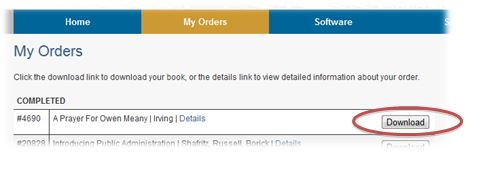 Home My Orders Software S
My Orders
Click the download link to download your book, or the details link to view detailed information about your order.
COMPLETED
#4690 A Prayer For Owen Meany | Irving | Details Download
#20828 Introducing Public Administration | Shafritz, Russell, Borick | Details Download